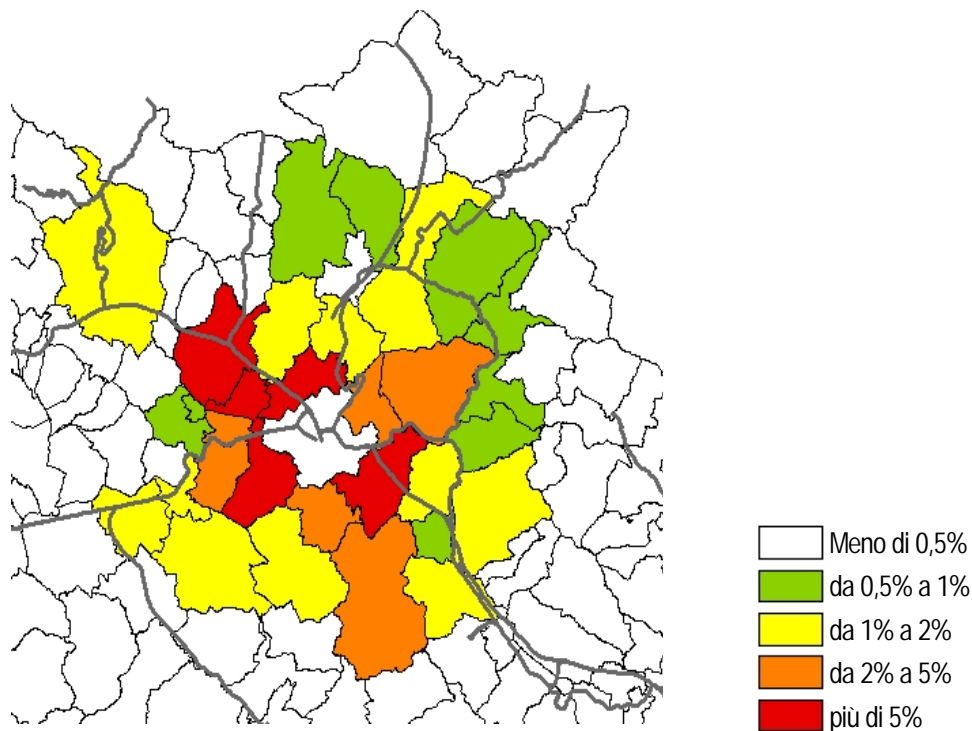 Meno di 0,5%
da 0,5% a 1%
da 1% a 2%
da 2% a 5%
più di 5%